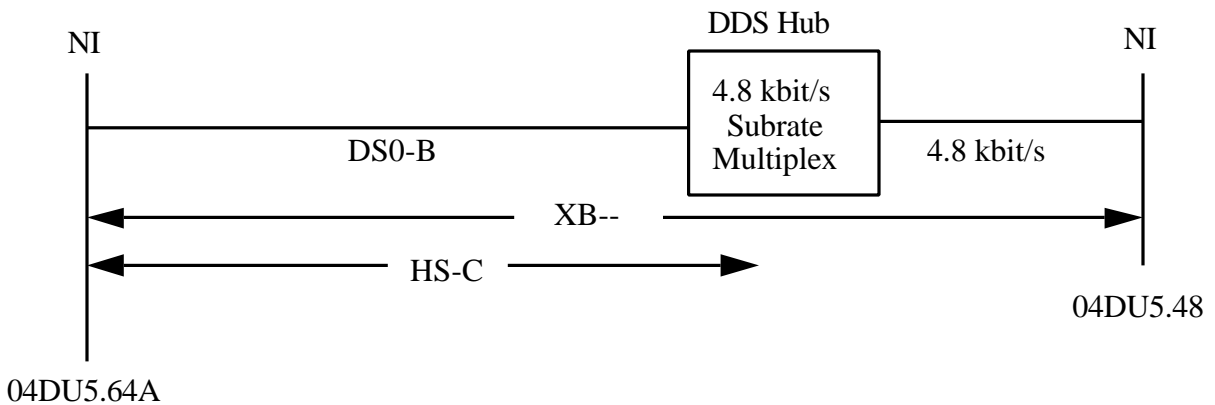 DDS Hub
NI
NI
4.8 kbit/s
Subrate
Multiplex
DS0-B
4.8 kbit/s
XB--
HS-C
04DU5.48
04DU5.64A